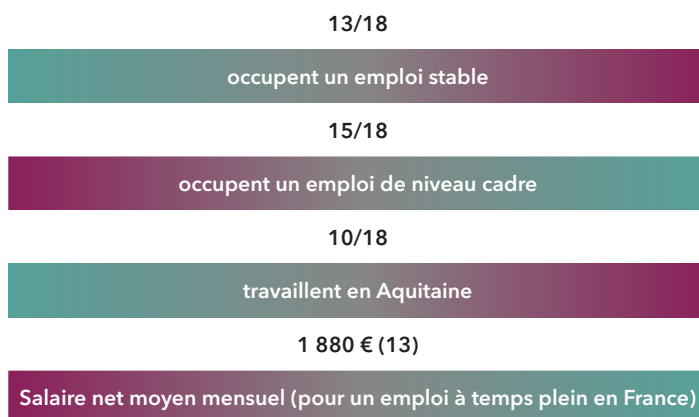 13/18
occupent un emploi stable
15/18
occupent un emploi de niveau cadre
10/18
travaillent en Aquitaine
1 880 € (13)
Salaire net moyen mensuel (pour un emploi à temps plein en France)